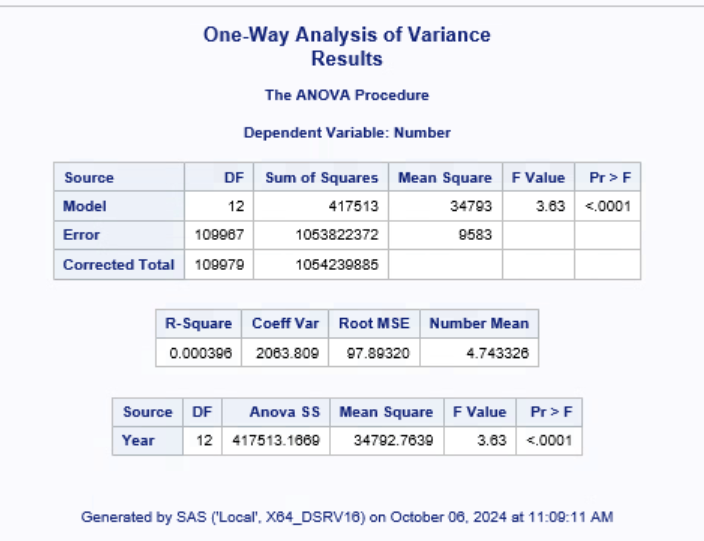 One-Way Analysis of Variance
Results
The ANOVA Procedure
Dependent Variable: Number
Source DF Sum of Squares Mean Square F Value Pr > F
Model 12 417513 34793 3.63 <.0001
Error 109967 1053822372 9583
Corrected Total 109979 1054239885
R-Square Coeff Var Root MSE Number Mean
0.000396 2063.809 97.89320 4.743326
Source DF Anova SS Mean Square F Value Pr > F
Year 12 417513.1669 34792.7639 3.63 <.0001
Generated by SAS ('Local', X64_DSRV16) on October 06, 2024 at 11:09:11 AM